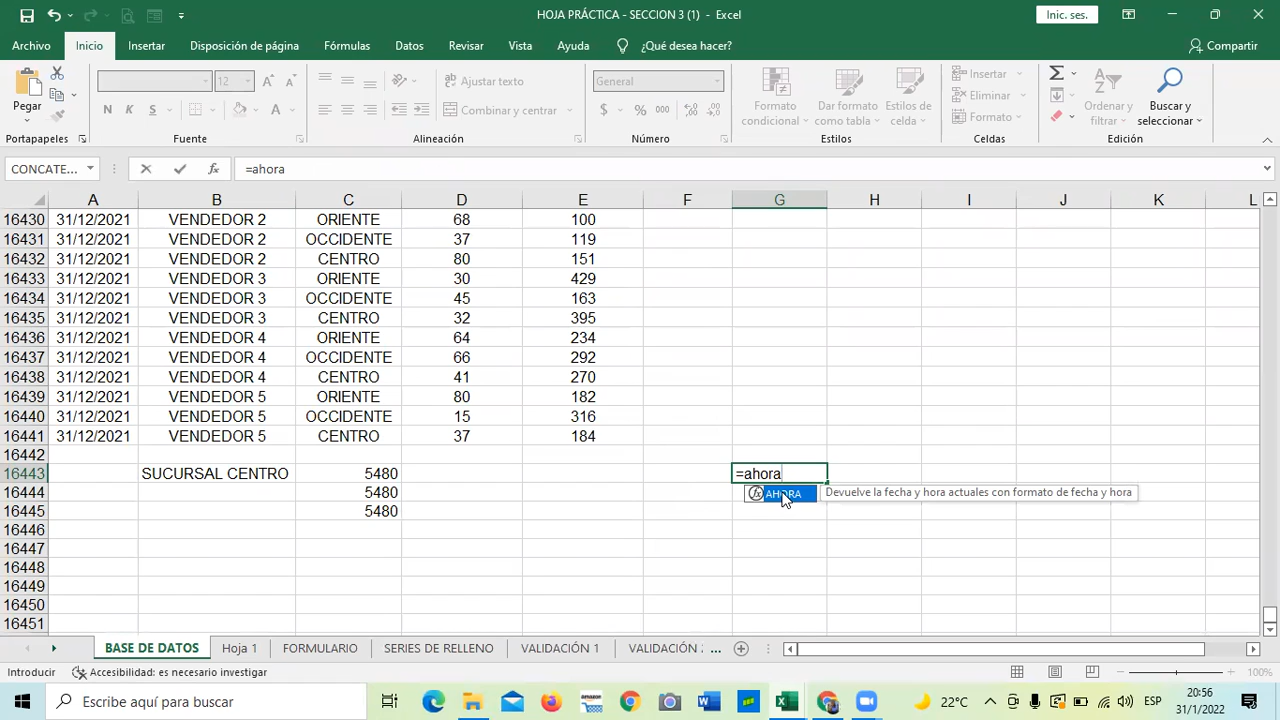 HOJA PRÁCTICA - SECCION 3 (1) - Excel
Inic. ses.
Archivo Inicio Insertar Disposición de página Fórmulas Datos Revisar Vista Ayuda ¿Qué desea hacer? Compartir
Pegar
12
N K S
Ajustar texto
Combinar y centrar
General
$ % 000
Formato condicional
Dar formato como tabla
Estilos de celda
Insertar
Eliminar
Formato
Ordenar y filtrar
Buscar y seleccionar
Portapapeles Fuente Alineación Número Estilos Celdas Edición
CONCATE... =ahora
A B C D E F G H I J K L
16430 31/12/2021 VENDEDOR 2 ORIENTE 68 100
16431 31/12/2021 VENDEDOR 2 OCCIDENTE 37 119
16432 31/12/2021 VENDEDOR 2 CENTRO 80 151
16433 31/12/2021 VENDEDOR 3 ORIENTE 30 429
16434 31/12/2021 VENDEDOR 3 OCCIDENTE 45 163
16435 31/12/2021 VENDEDOR 3 CENTRO 32 395
16436 31/12/2021 VENDEDOR 4 ORIENTE 64 234
16437 31/12/2021 VENDEDOR 4 OCCIDENTE 66 292
16438 31/12/2021 VENDEDOR 4 CENTRO 41 270
16439 31/12/2021 VENDEDOR 5 ORIENTE 80 182
16440 31/12/2021 VENDEDOR 5 OCCIDENTE 15 316
16441 31/12/2021 VENDEDOR 5 CENTRO 37 184
16442
16443 SUCURSAL CENTRO 5480 =ahora
16444 5480 AHORA Devuelve la fecha y hora actuales con formato de fecha y hora
16445 5480
16446
16447
16448
16449
16450
16451
BASE DE DATOS Hoja 1 FORMULARIO SERIES DE RELLENO VALIDACIÓN 1 VALIDACIÓN 2 ...
Introducir Accesibilidad: es necesario investigar 100%
Escribe aquí para buscar amazon 22°C ESP 20:56
31/1/2022